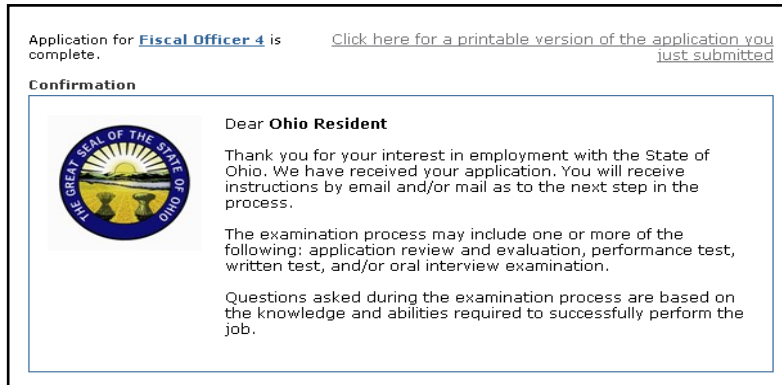 Application for Fiscal Officer 4 is
complete.
Click here for a printable version of the application you
just submitted
Confirmation
THE GREAT SEAL OF THE STATE OF OHIO
Dear Ohio Resident
Thank you for your interest in employment with the State of
Ohio. We have received your application. You will receive
instructions by email and/or mail as to the next step in the
process.
The examination process may include one or more of the
following: application review and evaluation, performance test,
written test, and/or oral interview examination.
Questions asked during the examination process are based on
the knowledge and abilities required to successfully perform the
job.